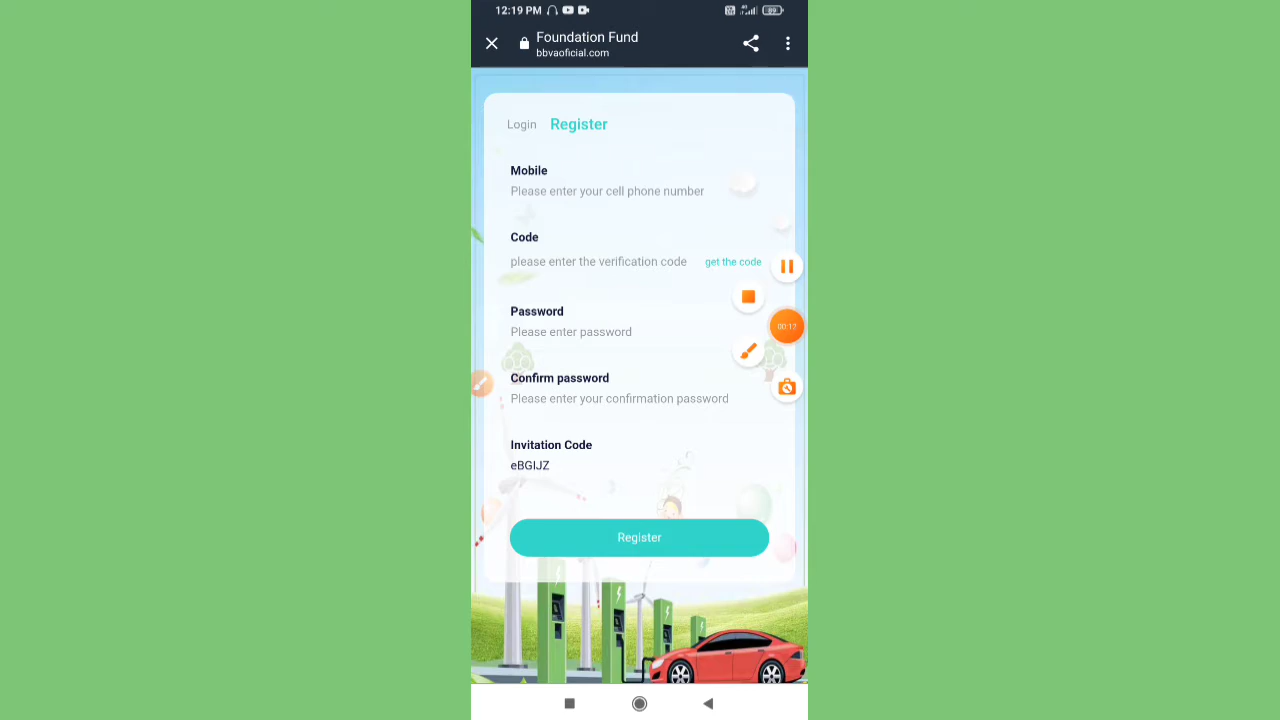 12:19 PM
Foundation Fund
bbvaoficial.com
Login Register
Mobile
Please enter your cell phone number
Code
please enter the verification code get the code
Password
Please enter password
00:17
Confirm password
Please enter your confirmation password
Invitation Code
eBGIJZ
Register